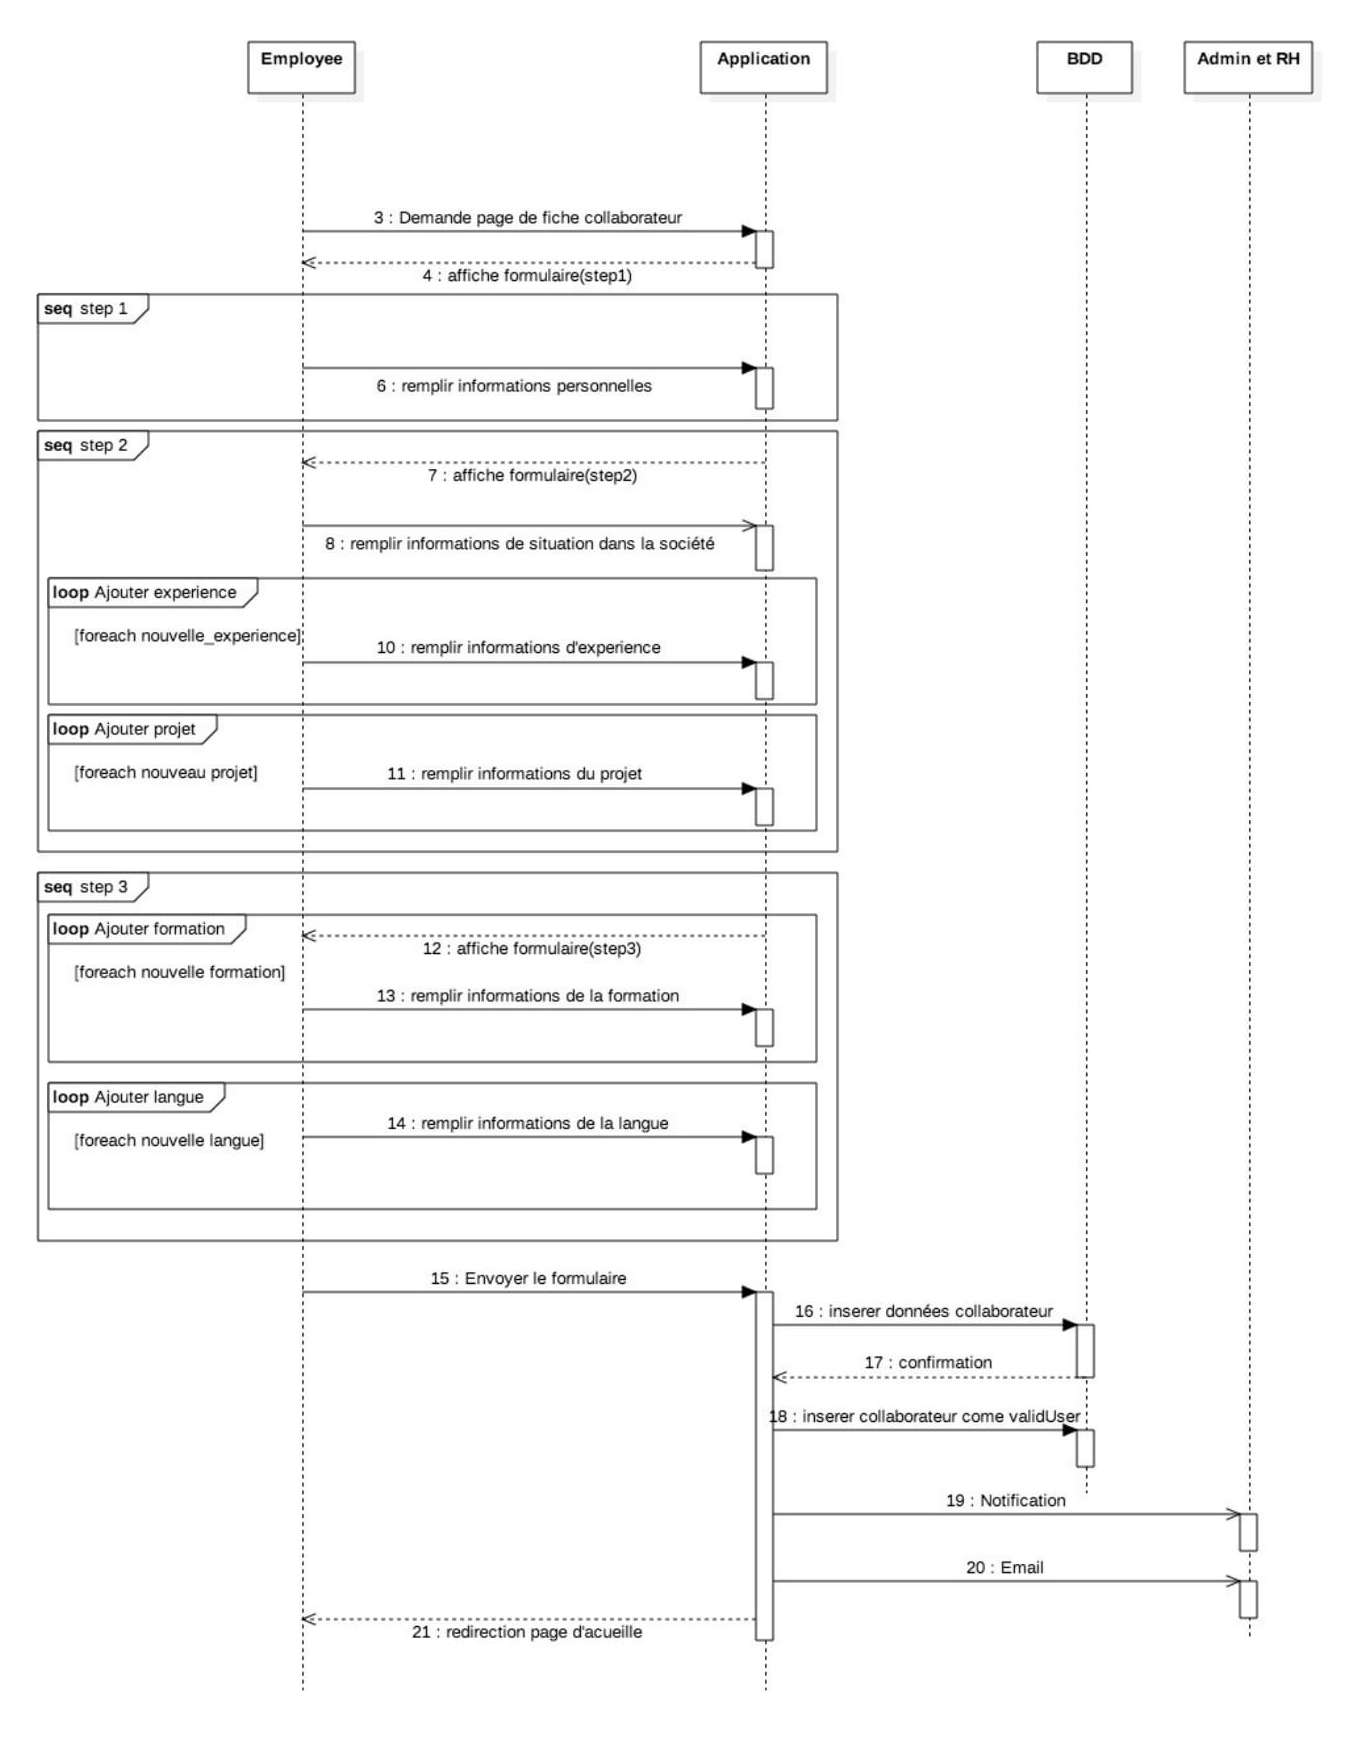 Employee
Application
BDD
Admin et RH
3 : Demande page de fiche collaborateur
4 : affiche formulaire(step1)
seq step 1
6 : remplir informations personnelles
seq step 2
7 : affiche formulaire(step2)
8 : remplir informations de situation dans la société
loop Ajouter experience
[foreach nouvelle_experience]
10 : remplir informations d'experience
loop Ajouter projet
[foreach nouveau projet]
11 : remplir informations du projet
seq step 3
loop Ajouter formation
12 : affiche formulaire(step3)
[foreach nouvelle formation]
13 : remplir informations de la formation
loop Ajouter langue
14 : remplir informations de la langue
[foreach nouvelle langue]
15 : Envoyer le formulaire
16 : inserer données collaborateur
17 : confirmation
18 : inserer collaborateur come validUser
19 : Notification
20 : Email
21 : redirection page d'acueille